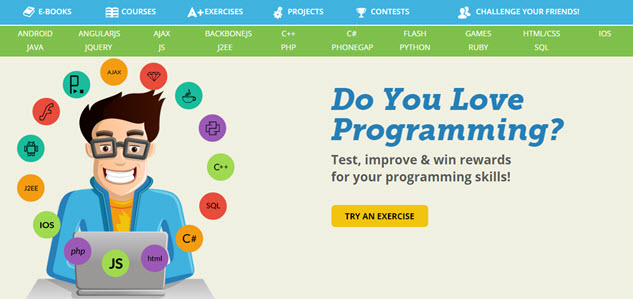 E-BOOKS COURSES EXERCISES PROJECTS CONTESTS CHALLENGE YOUR FRIENDS!
ANDROID ANGULARJS AJAX BACKBONEJS C++ C# FLASH GAMES HTML/CSS IOS
JAVA JQUERY JS J2EE PHP PHONEGAP PYTHON RUBY SQL
AJAX
C++
J2EE
SQL
IOS
C#
php
JS
html
Do You Love
Programming?
Test, improve & win rewards
for your programming skills!
TRY AN EXERCISE